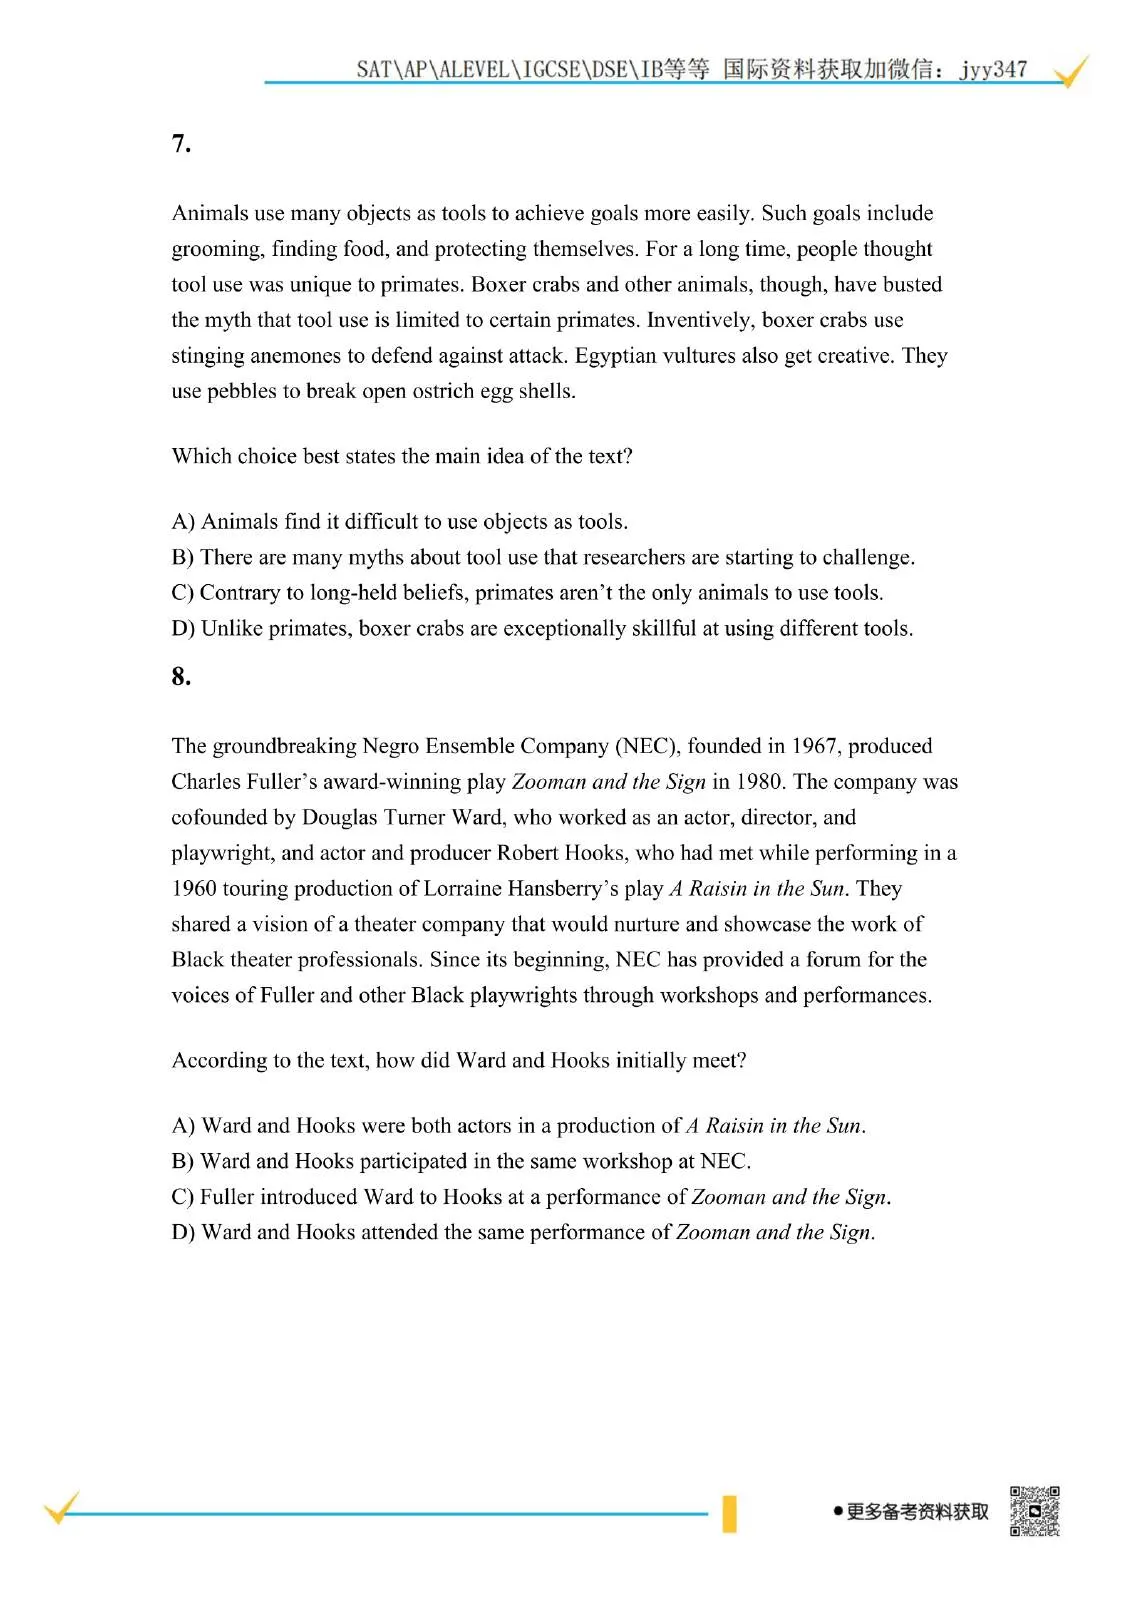 SAT\AP\ALEVEL\IGCSE\DSE\IB等等 国际资料获取加微信：jyy347
7.
Animals use many objects as tools to achieve goals more easily. Such goals include
grooming, finding food, and protecting themselves. For a long time, people thought
tool use was unique to primates. Boxer crabs and other animals, though, have busted
the myth that tool use is limited to certain primates. Inventively, boxer crabs use
stinging anemones to defend against attack. Egyptian vultures also get creative. They
use pebbles to break open ostrich egg shells.
Which choice best states the main idea of the text?
A) Animals find it difficult to use objects as tools.
B) There are many myths about tool use that researchers are starting to challenge.
C) Contrary to long-held beliefs, primates aren’t the only animals to use tools.
D) Unlike primates, boxer crabs are exceptionally skillful at using different tools.
8.
The groundbreaking Negro Ensemble Company (NEC), founded in 1967, produced
Charles Fuller’s award-winning play Zooman and the Sign in 1980. The company was
cofounded by Douglas Turner Ward, who worked as an actor, director, and
playwright, and actor and producer Robert Hooks, who had met while performing in a
1960 touring production of Lorraine Hansberry’s play A Raisin in the Sun. They
shared a vision of a theater company that would nurture and showcase the work of
Black theater professionals. Since its beginning, NEC has provided a forum for the
voices of Fuller and other Black playwrights through workshops and performances.
According to the text, how did Ward and Hooks initially meet?
A) Ward and Hooks were both actors in a production of A Raisin in the Sun.
B) Ward and Hooks participated in the same workshop at NEC.
C) Fuller introduced Ward to Hooks at a performance of Zooman and the Sign.
D) Ward and Hooks attended the same performance of Zooman and the Sign.
●更多备考资料获取